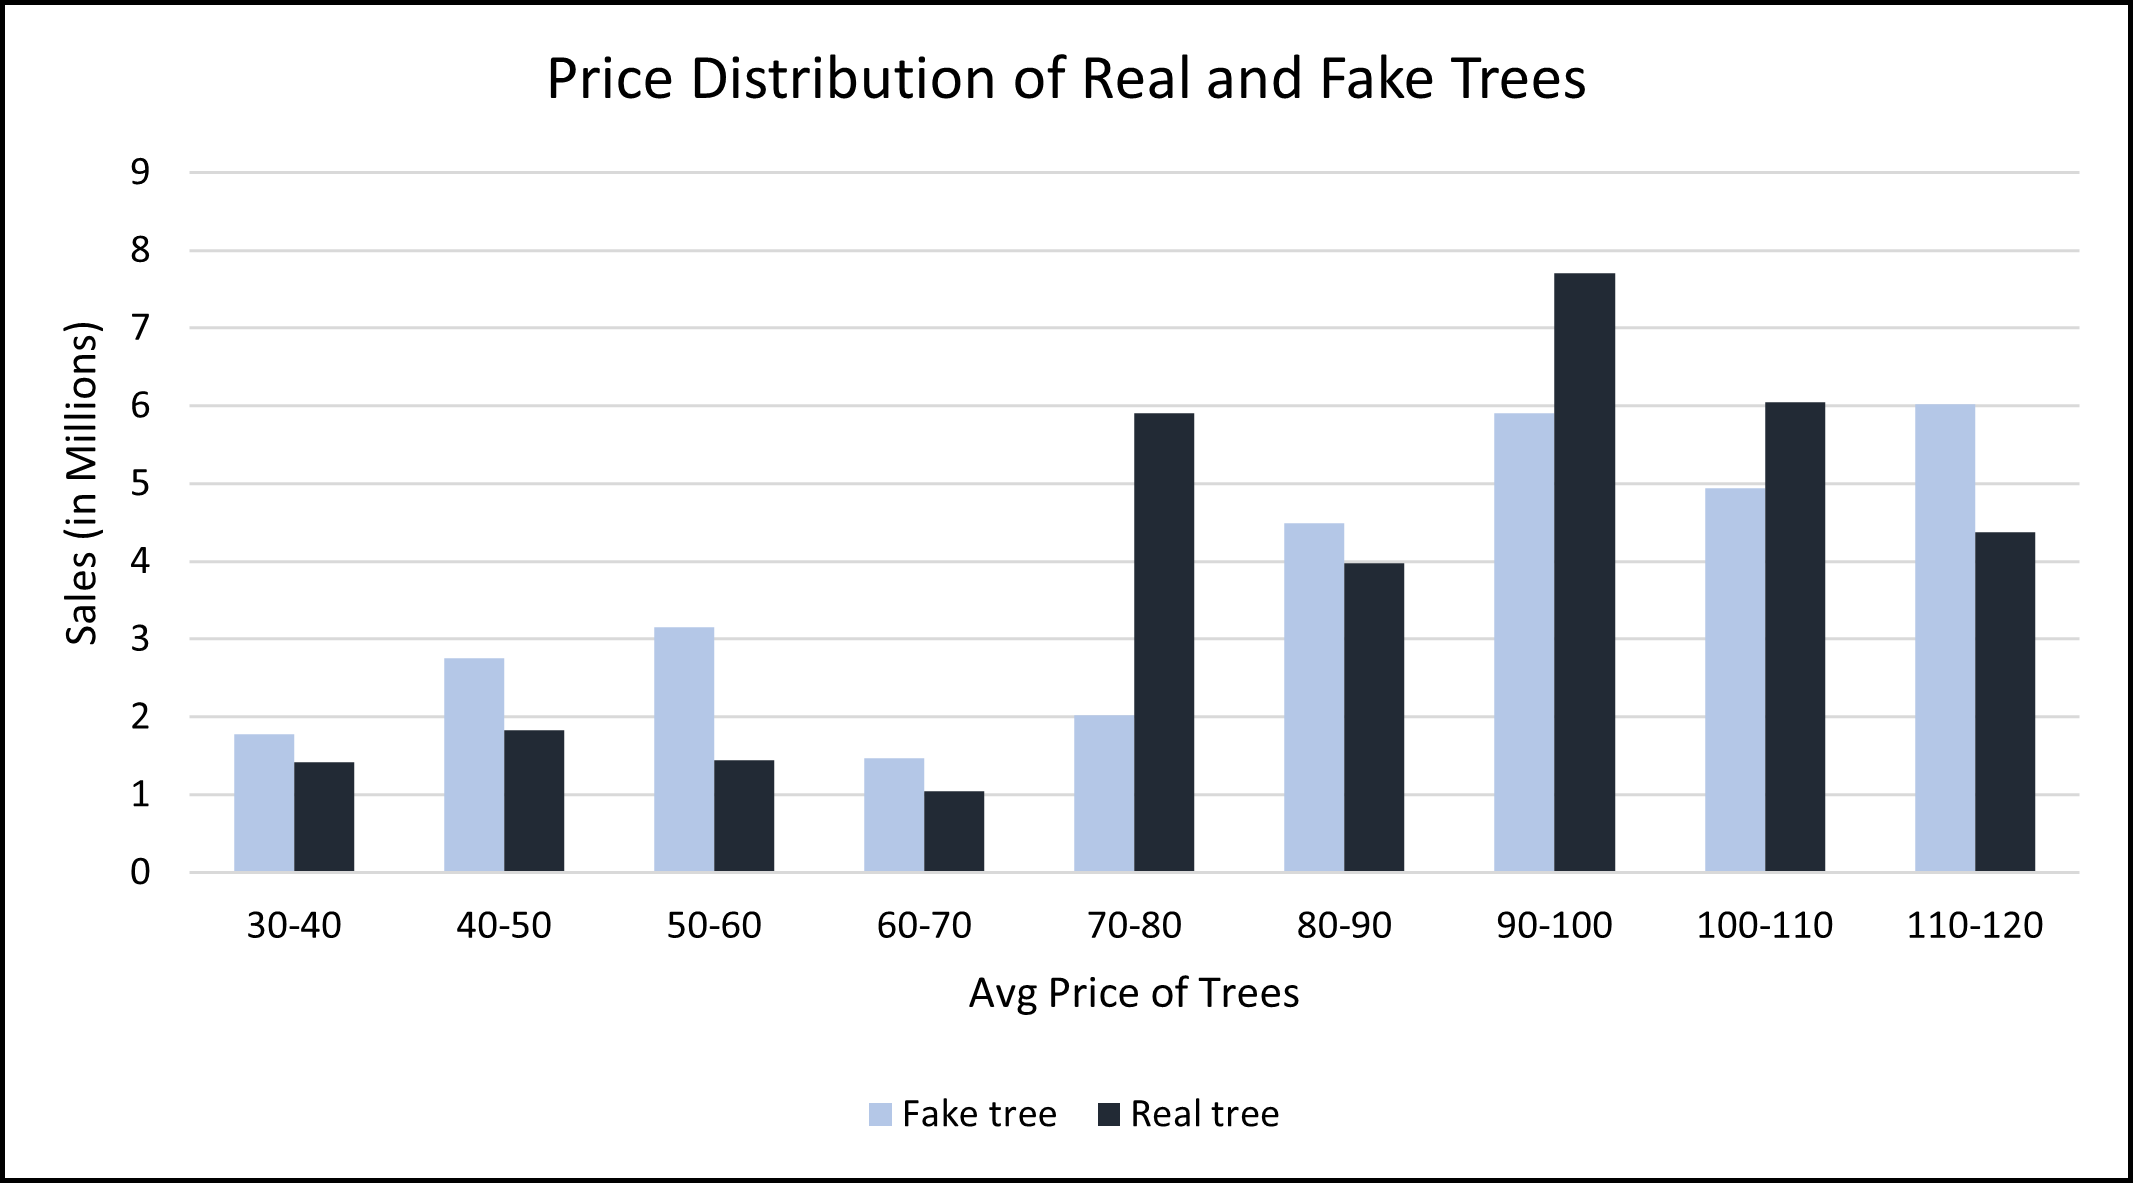 Price Distribution of Real and Fake Trees
9
8
7
6
5
4
3
2
1
0
Sales (in Millions)
30-40 40-50 50-60 60-70 70-80 80-90 90-100 100-110 110-120
Avg Price of Trees
Fake tree Real tree